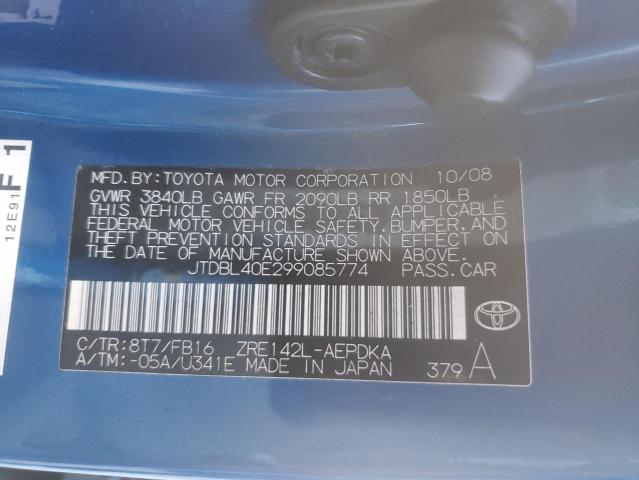 MFD. BY: TOYOTA MOTOR CORPORATION 10/08
GVWR 3840LB GAWR FR 2090LB RR 1850LB
THIS VEHICLE CONFORMS TO ALL APPLICABLE
FEDERAL MOTOR VEHICLE SAFETY, BUMPER, AND
THEFT PREVENTION STANDARDS IN EFFECT ON
THE DATE OF MANUFACTURE SHOWN ABOVE.
JTDBL40E299085774 PASS. CAR
C/TR: 8T7/FB16 ZRE142L-AEPDKA
A/TM: -05A/U341E MADE IN JAPAN 379 A
F 1
12E91